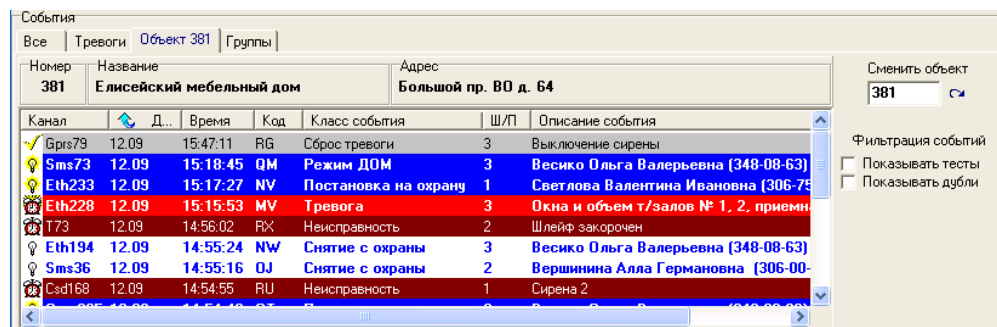 События
Все Тревоги Объект 381 Группы
Номер Название Адрес
381 Елисейский мебельный дом Большой пр. ВО д. 64
Сменить объект
381
Канал Д... Время Код Класс события Ш/П Описание события
Gprs79 12.09 15:47:11 RG Сброс тревоги 3 Выключение сирены
Sms73 12.09 15:18:45 QM Режим ДОМ 3 Весико Ольга Валерьевна (348-08-63)
Eth233 12.09 15:17:27 NV Постановка на охрану 1 Светлова Валентина Ивановна (306-75
Eth228 12.09 15:15:53 MV Тревога 3 Окна и объем т/залов № 1, 2, приемн
T73 12.09 14:56:02 RX Неисправность 2 Шлейф закорочен
Eth194 12.09 14:55:24 NW Снятие с охраны 3 Весико Ольга Валерьевна (348-08-63)
Sms36 12.09 14:55:16 OJ Снятие с охраны 2 Вершинина Алла Германовна (306-00-
Csd168 12.09 14:54:55 RU Неисправность 1 Сирена 2
Фильтрация событий
Показывать тесты
Показывать дубли